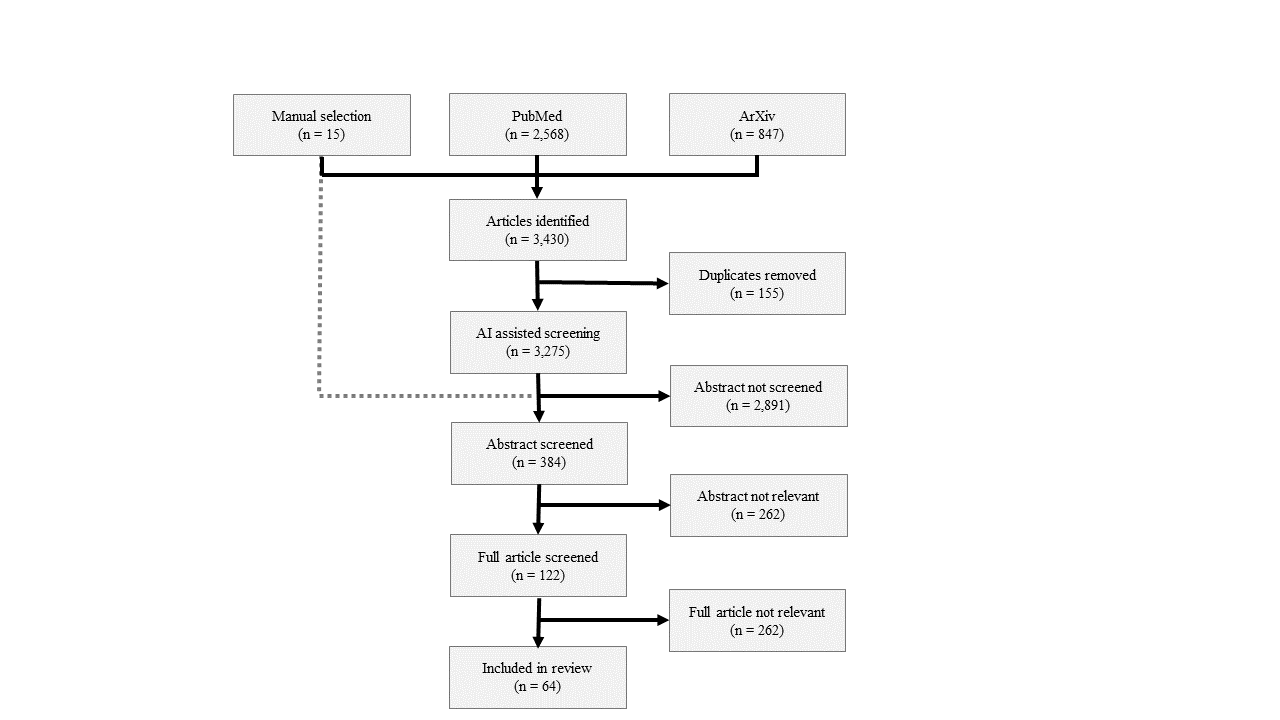 Manual selection
(n = 15)
PubMed
(n = 2,568)
ArXiv
(n = 847)
Articles identified
(n = 3,430)
Duplicates removed
(n = 155)
AI assisted screening
(n = 3,275)
Abstract not screened
(n = 2,891)
Abstract screened
(n = 384)
Abstract not relevant
(n = 262)
Full article screened
(n = 122)
Full article not relevant
(n = 262)
Included in review
(n = 64)